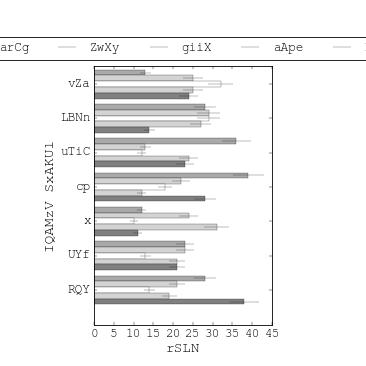 arCg ZwXy giiX aApe
vZa
LBNn
uTiC
cp
x
UYf
RQY
IQAMzV SxAKUl
0 5 10 15 20 25 30 35 40 45
rSLN